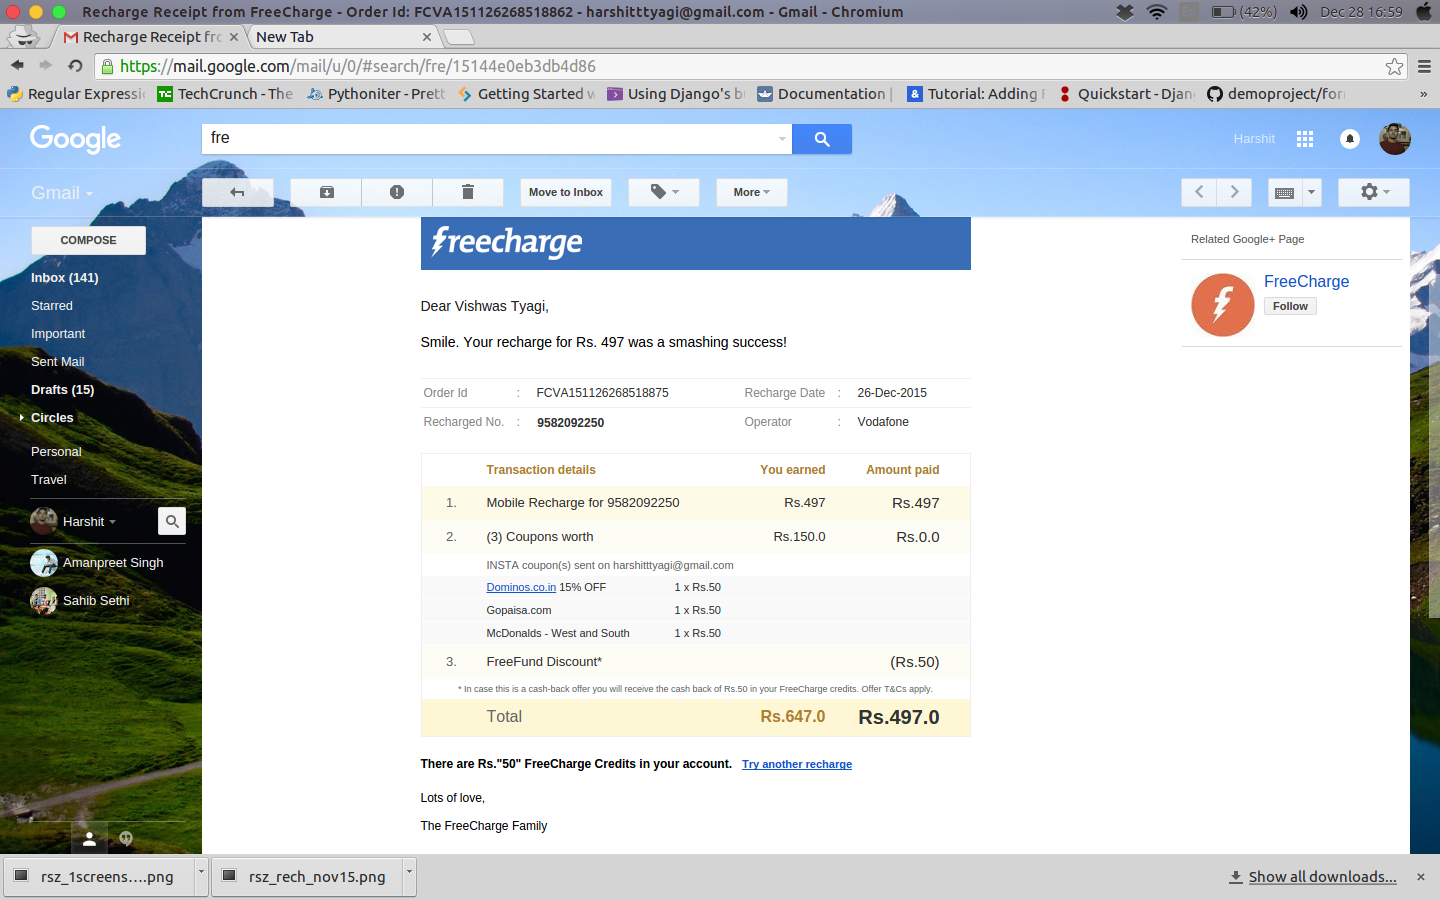 Recharge Receipt from FreeCharge - Order Id: FCVA151126268518862 - harshitttyagi@gmail.com - Gmail - Chromium
(42%) Dec 28 16:59
Recharge Receipt fro
New Tab
https://mail.google.com/mail/u/0/#search/fre/15144e0eb3db4d86
Regular Expressi TechCrunch - The Pythoniter - Prett Getting Started w Using Django's b Documentation | Tutorial: Adding Quickstart - Djan demoproject/for »
Google
fre
Harshit
Gmail
Move to Inbox
More
COMPOSE
Inbox (141)
Starred
Important
Sent Mail
Drafts (15)
Circles
Personal
Travel
Harshit
Amanpreet Singh
Sahib Sethi
freecharge
Dear Vishwas Tyagi,
Smile. Your recharge for Rs. 497 was a smashing success!
Order Id : FCVA151126268518875 Recharge Date : 26-Dec-2015
Recharged No. : 9582092250 Operator : Vodafone
Transaction details You earned Amount paid
1. Mobile Recharge for 9582092250 Rs.497 Rs.497
2. (3) Coupons worth Rs.150.0 Rs.0.0
INSTA coupon(s) sent on harshitttyagi@gmail.com
Dominos.co.in 15% OFF 1 x Rs.50
Gopaisa.com 1 x Rs.50
McDonalds - West and South 1 x Rs.50
3. FreeFund Discount* (Rs.50)
* In case this is a cash-back offer you will receive the cash back of Rs.50 in your FreeCharge credits. Offer T&Cs apply.
Total Rs.647.0 Rs.497.0
There are Rs."50" FreeCharge Credits in your account. Try another recharge
Lots of love,
The FreeCharge Family
Related Google+ Page
FreeCharge
Follow
rsz_1screens....png
rsz_rech_nov15.png
Show all downloads...